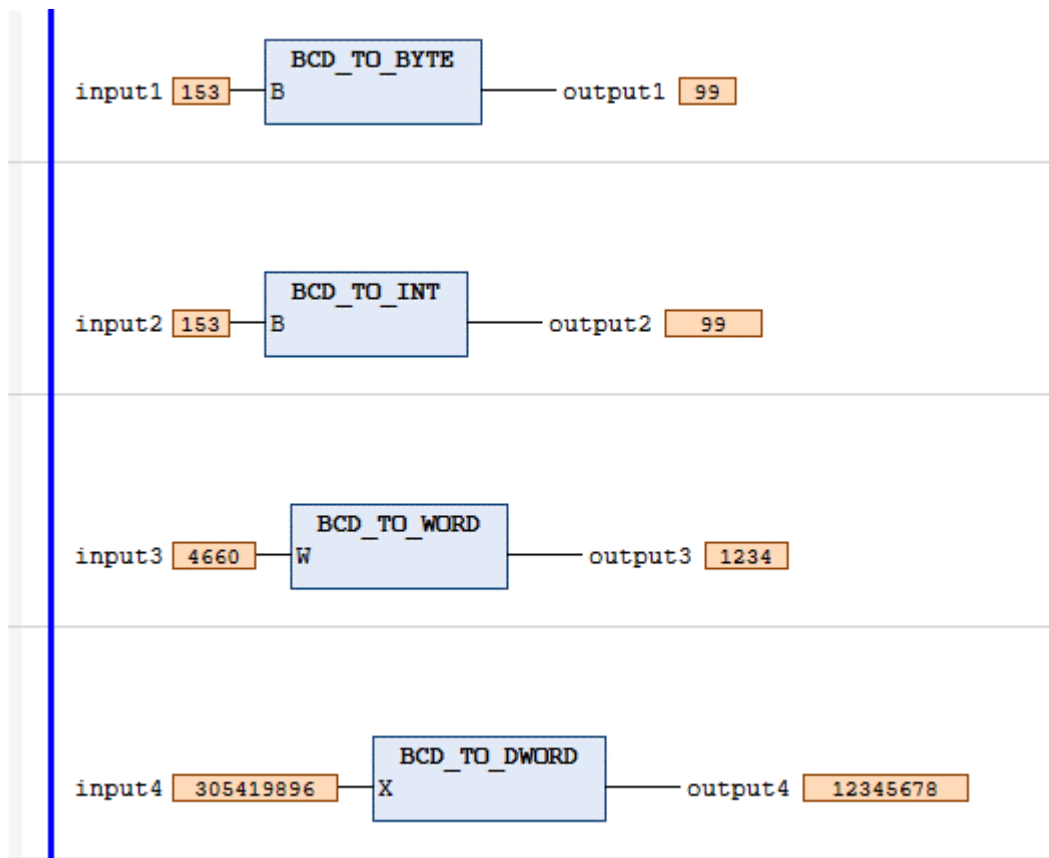 BCD_TO_BYTE
input1 153 B output1 99
BCD_TO_INT
input2 153 B output2 99
BCD_TO_WORD
input3 4660 W output3 1234
BCD_TO_DWORD
input4 305419896 X output4 12345678